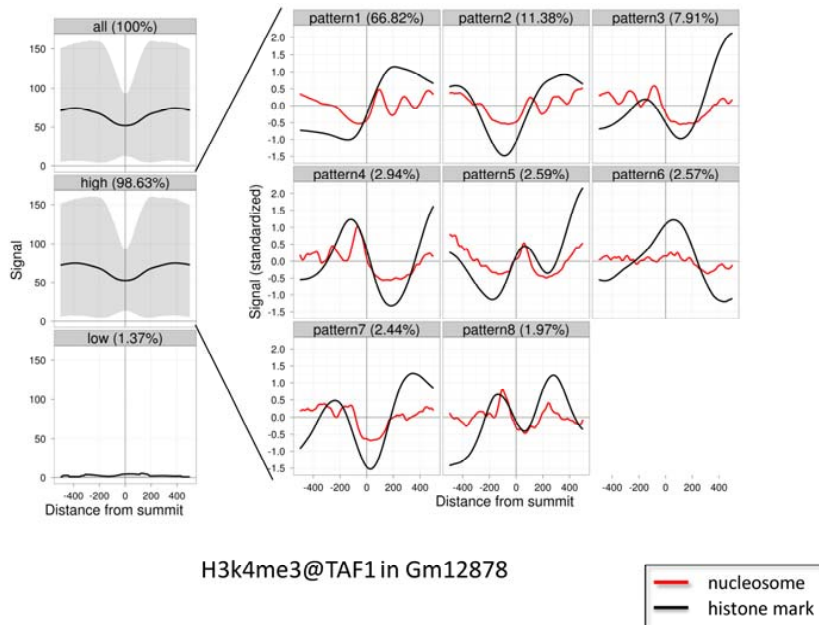 all (100%)
150
100
50
0
high (98.63%)
150
100
50
0
low (1.37%)
150
100
50
0
Signal
-400 -200 0 200 400
Distance from summit
pattern1 (66.82%) pattern2 (11.38%) pattern3 (7.91%)
2.0
1.5
1.0
0.5
0.0
-0.5
-1.0
-1.5
pattern4 (2.94%) pattern5 (2.59%) pattern6 (2.57%)
2.0
1.5
1.0
0.5
0.0
-0.5
-1.0
-1.5
pattern7 (2.44%) pattern8 (1.97%)
2.0
1.5
1.0
0.5
0.0
-0.5
-1.0
-1.5
Signal (standardized)
-400 -200 0 200 400 -400 -200 0 200 400 -400 -200 0 200 400
Distance from summit
H3k4me3@TAF1 in Gm12878
nucleosome
histone mark